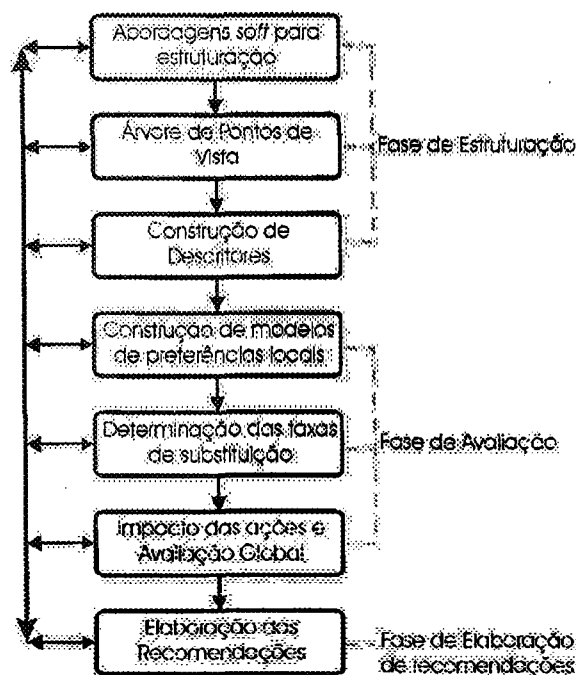 Abordagens soft para
estruturação
Árvore de Pontos de
Vista
Fase de Estruturação
Construção de
Descritores
Construção de modelos
de preferências locais
Determinação das taxas
de substituição
Fase de Avaliação
Impacto das ações e
Avaliação Global
Elaboração das
Recomendações
Fase de Elaboração
de recomendações